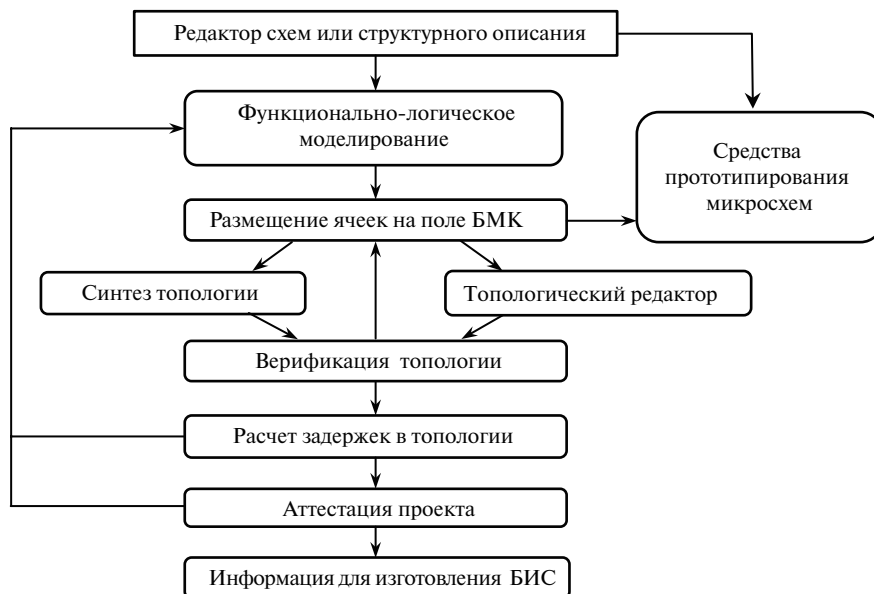 Редактор схем или структурного описания
Функционально-логическое
моделирование
Средства
прототипирования
микросхем
Размещение ячеек на поле БМК
Синтез топологии
Топологический редактор
Верификация топологии
Расчет задержек в топологии
Аттестация проекта
Информация для изготовления БИС